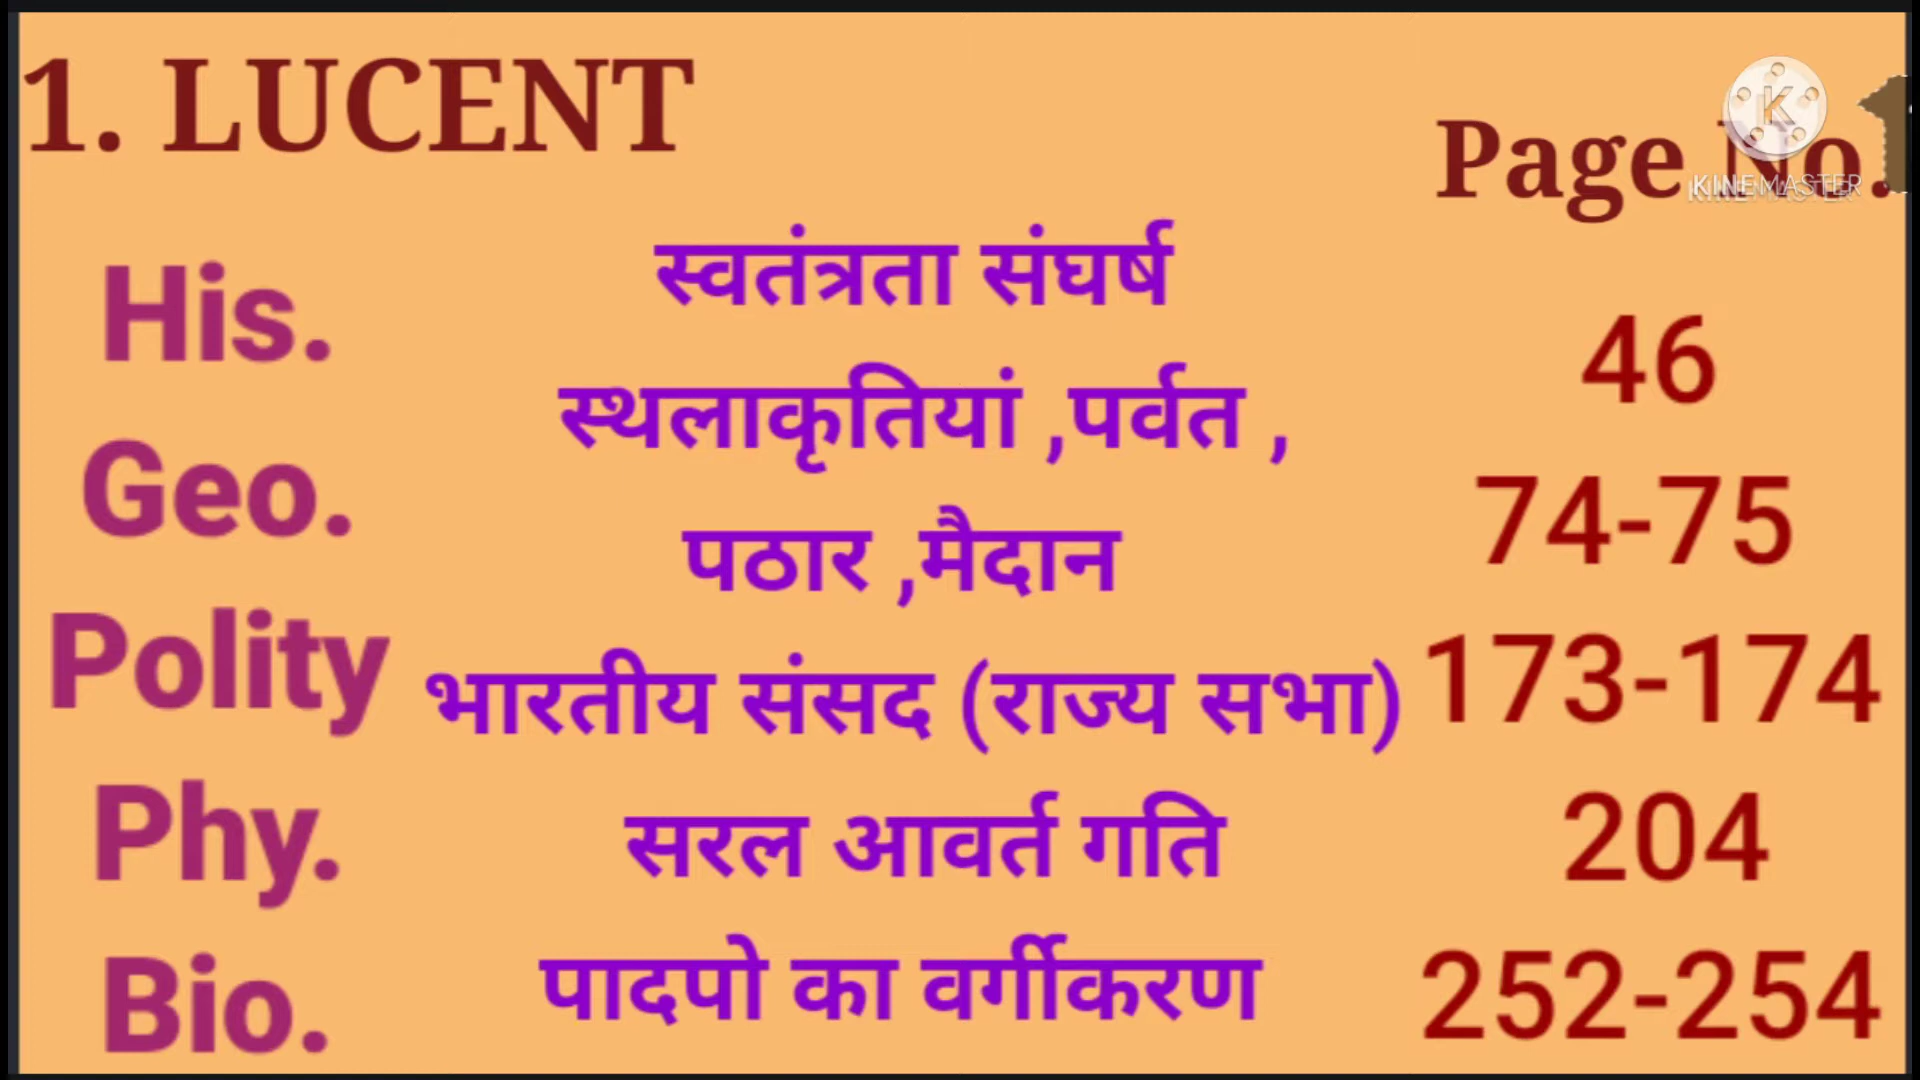 1. LUCENT
Page No.
KINEMASTER
His. स्वतंत्रता संघर्ष 46
Geo. स्थलाकृतियां ,पर्वत , 74-75
पठार ,मैदान
Polity भारतीय संसद (राज्य सभा) 173-174
Phy. सरल आवर्त गति 204
Bio. पादपो का वर्गीकरण 252-254